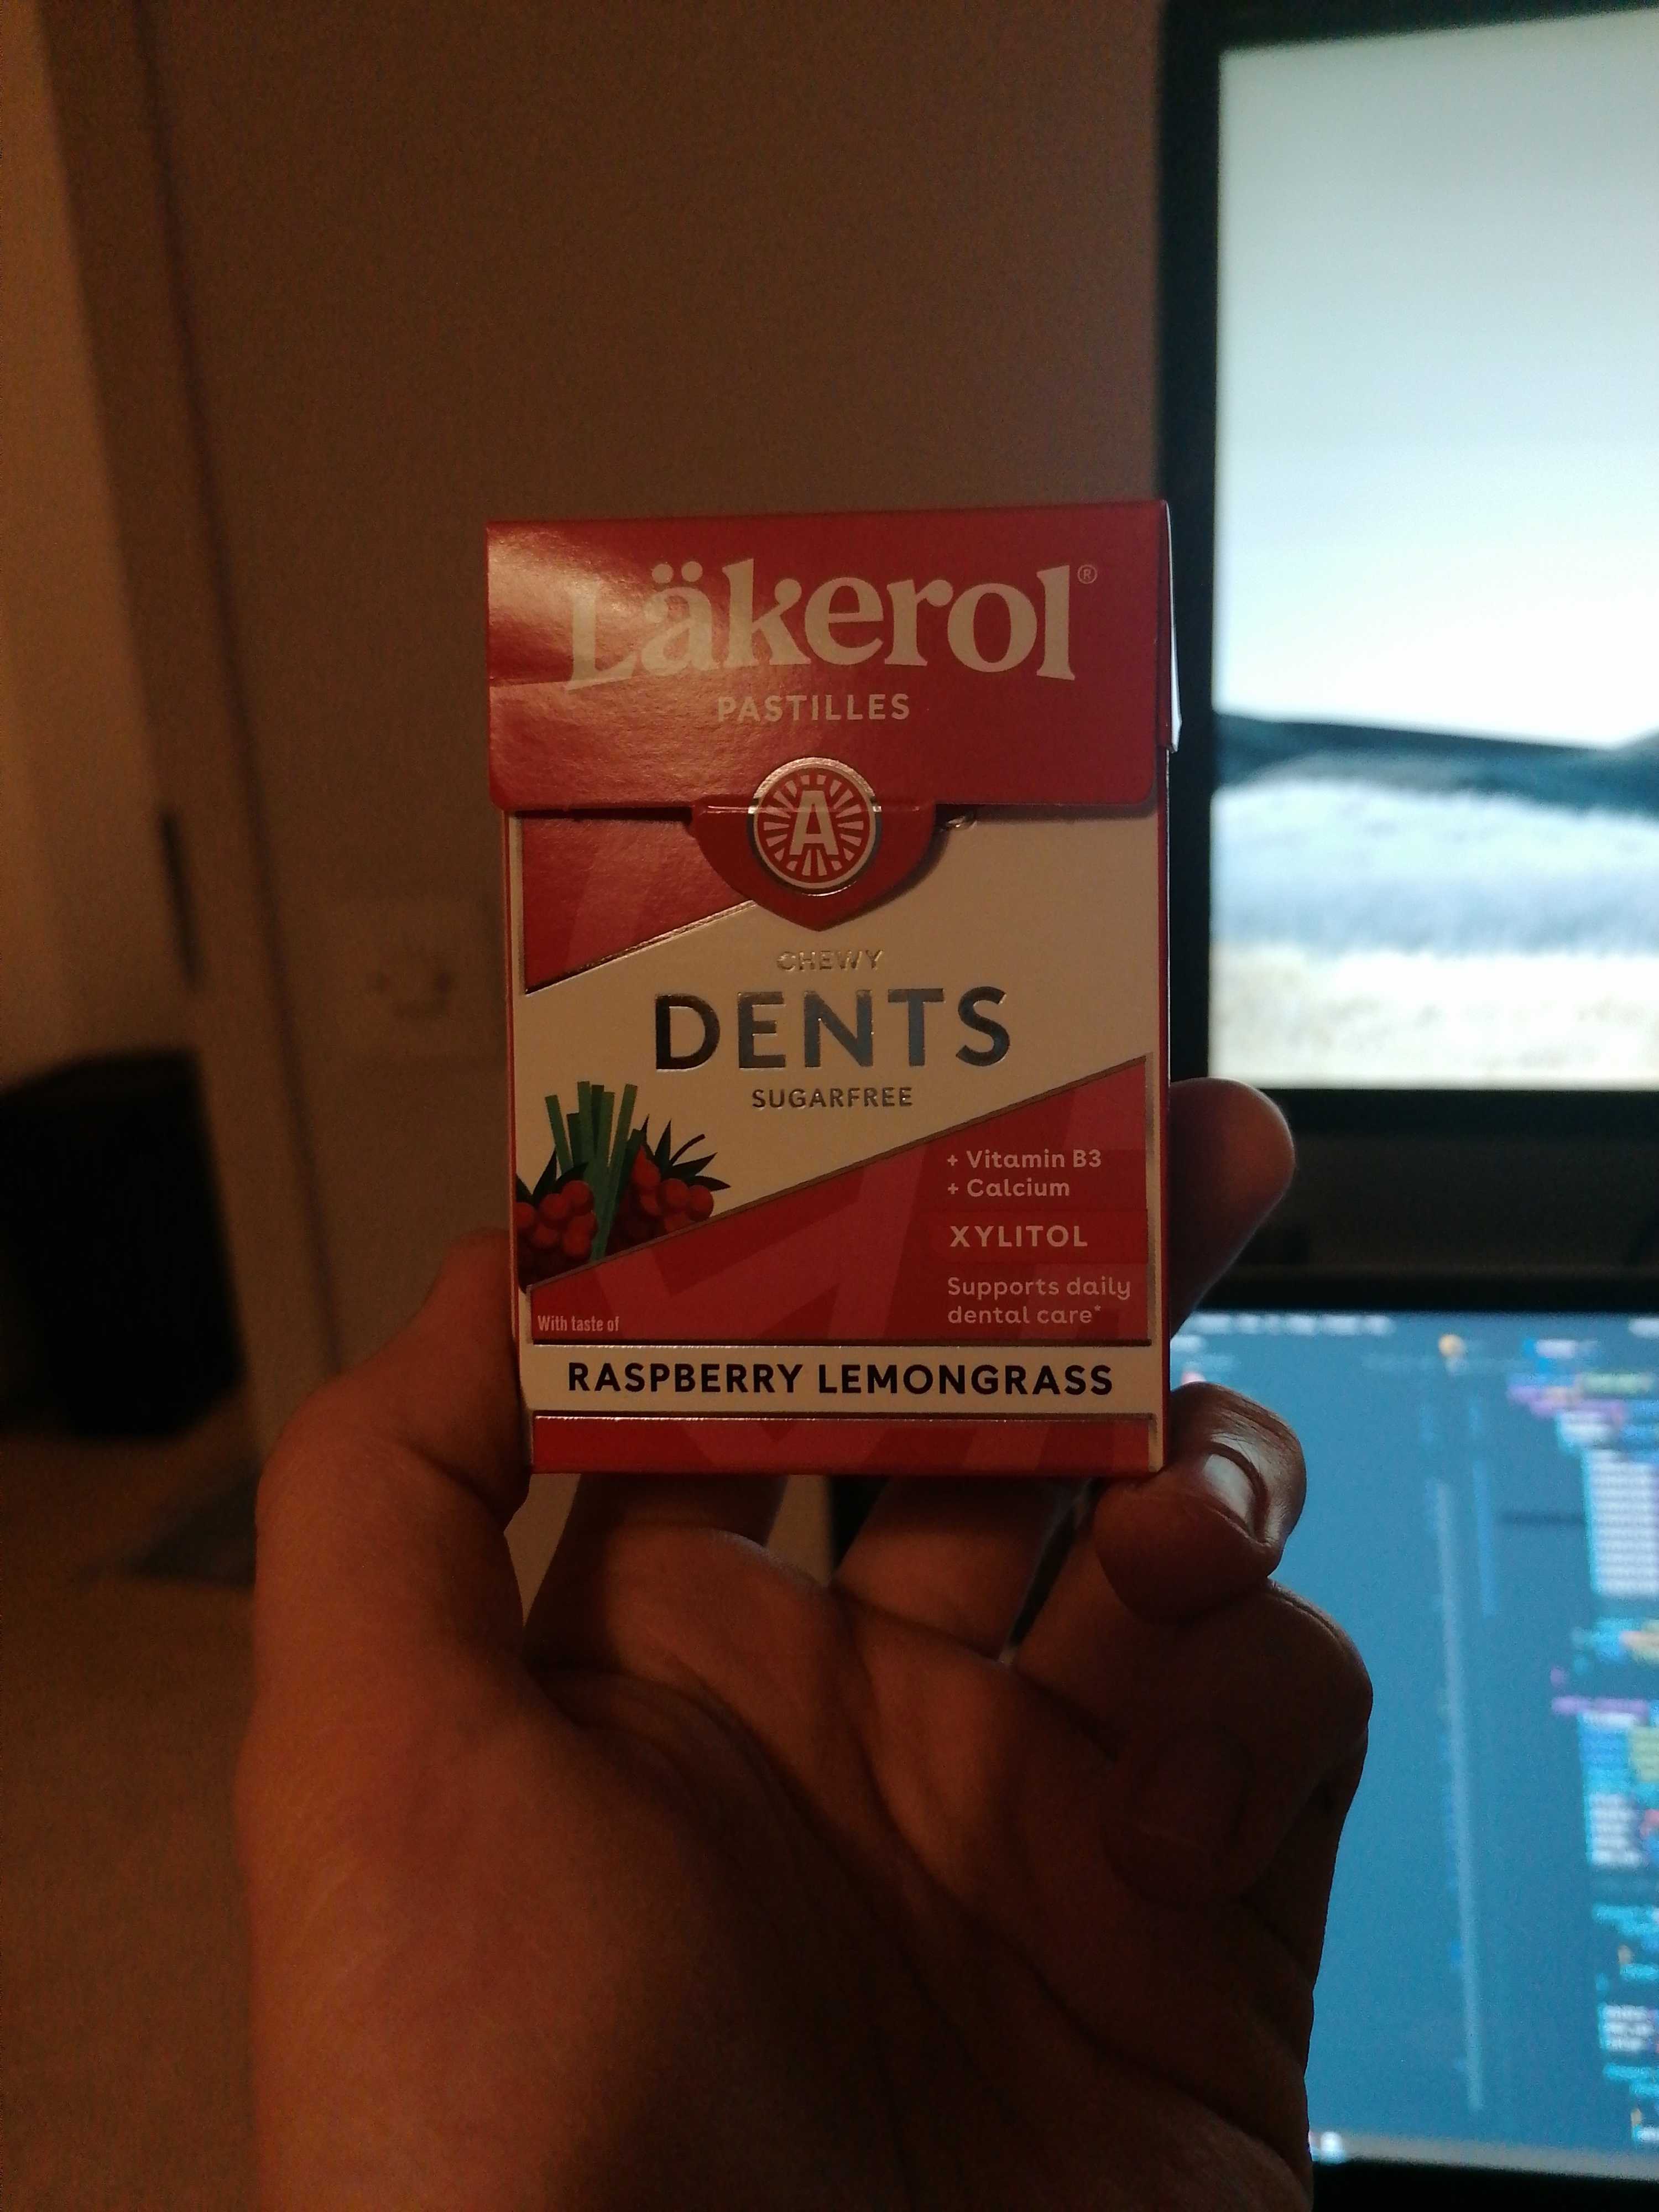 Läkerol®
PASTILLES
A
CHEWY
DENTS
SUGARFREE
+ Vitamin B3
+ Calcium
XYLITOL
Supports daily
dental care*
With taste of
RASPBERRY LEMONGRASS